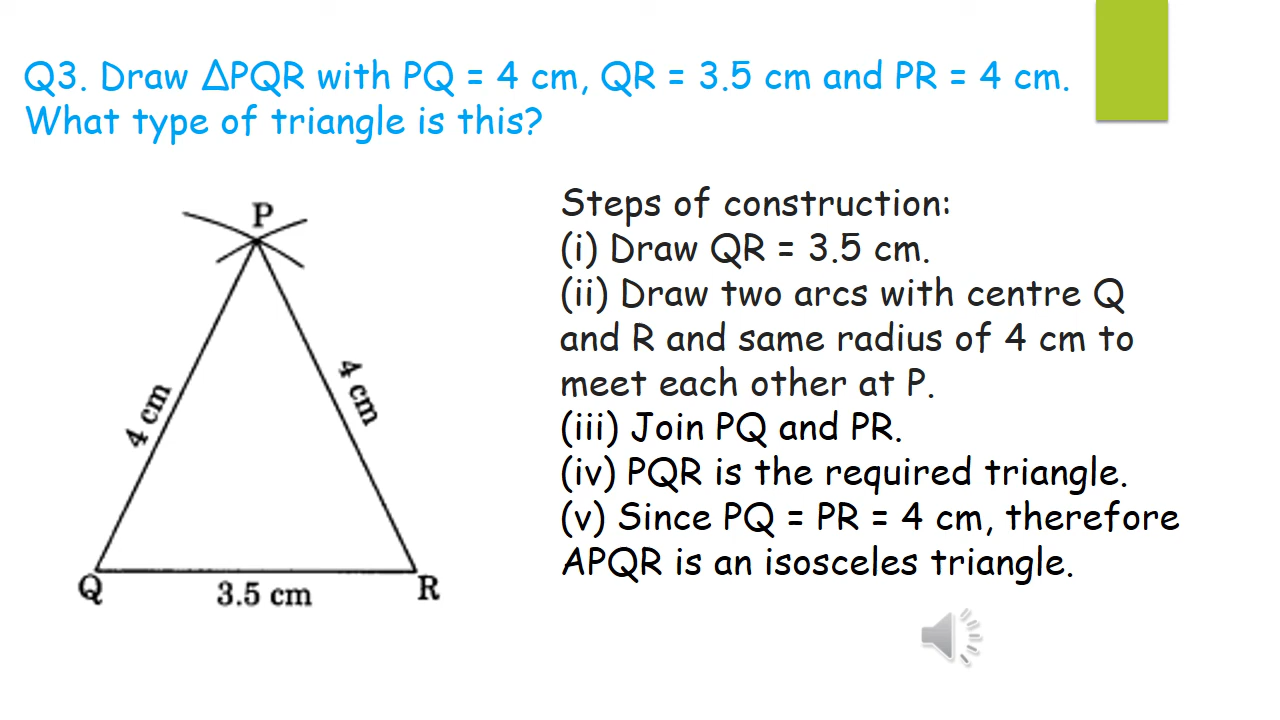 Q3. Draw ∆PQR with PQ = 4 cm, QR = 3.5 cm and PR = 4 cm.
What type of triangle is this?
P
4 cm
4 cm
Q
3.5 cm
R
Steps of construction:
(i) Draw QR = 3.5 cm.
(ii) Draw two arcs with centre Q
and R and same radius of 4 cm to
meet each other at P.
(iii) Join PQ and PR.
(iv) PQR is the required triangle.
(v) Since PQ = PR = 4 cm, therefore
APQR is an isosceles triangle.